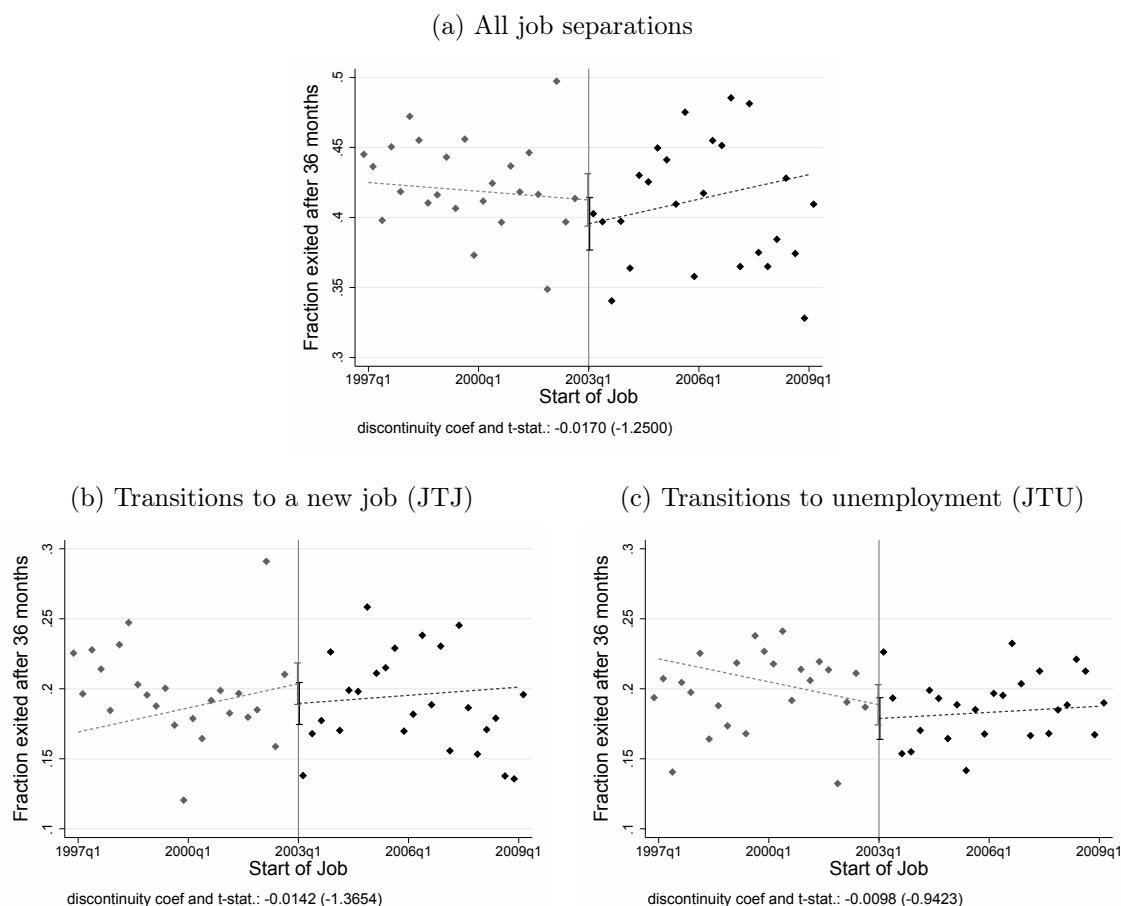 (a) All job separations
Fraction exited after 36 months
.5
.45
.4
.35
.3
1997q1 2000q1 2003q1 2006q1 2009q1
Start of Job
discontinuity coef and t-stat.: -0.0170 (-1.2500)
(b) Transitions to a new job (JTJ)
Fraction exited after 36 months
.3
.25
.2
.15
.1
1997q1 2000q1 2003q1 2006q1 2009q1
Start of Job
discontinuity coef and t-stat.: -0.0142 (-1.3654)
(c) Transitions to unemployment (JTU)
Fraction exited after 36 months
.3
.25
.2
.15
.1
1997q1 2000q1 2003q1 2006q1 2009q1
Start of Job
discontinuity coef and t-stat.: -0.0098 (-0.9423)